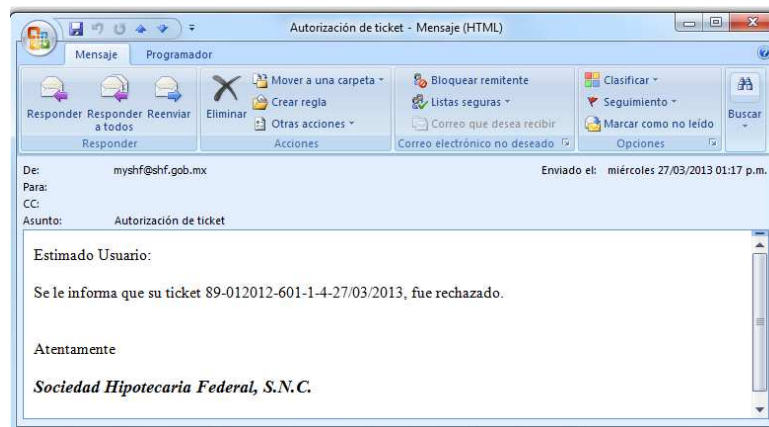 Autorización de ticket - Mensaje (HTML)
Mensaje Programador
Responder Responder a todos Reenviar
Responder
Eliminar
Mover a una carpeta
Crear regla
Otras acciones
Acciones
Bloquear remitente
Listas seguras
Correo que desea recibir
Correo electrónico no deseado
Clasificar
Seguimiento
Marcar como no leído
Opciones
Buscar
De: myshf@shf.gob.mx Enviado el: miércoles 27/03/2013 01:17 p.m.
Para:
CC:
Asunto: Autorización de ticket
Estimado Usuario:
Se le informa que su ticket 89-012012-601-1-4-27/03/2013, fue rechazado.
Atentamente
Sociedad Hipotecaria Federal, S.N.C.